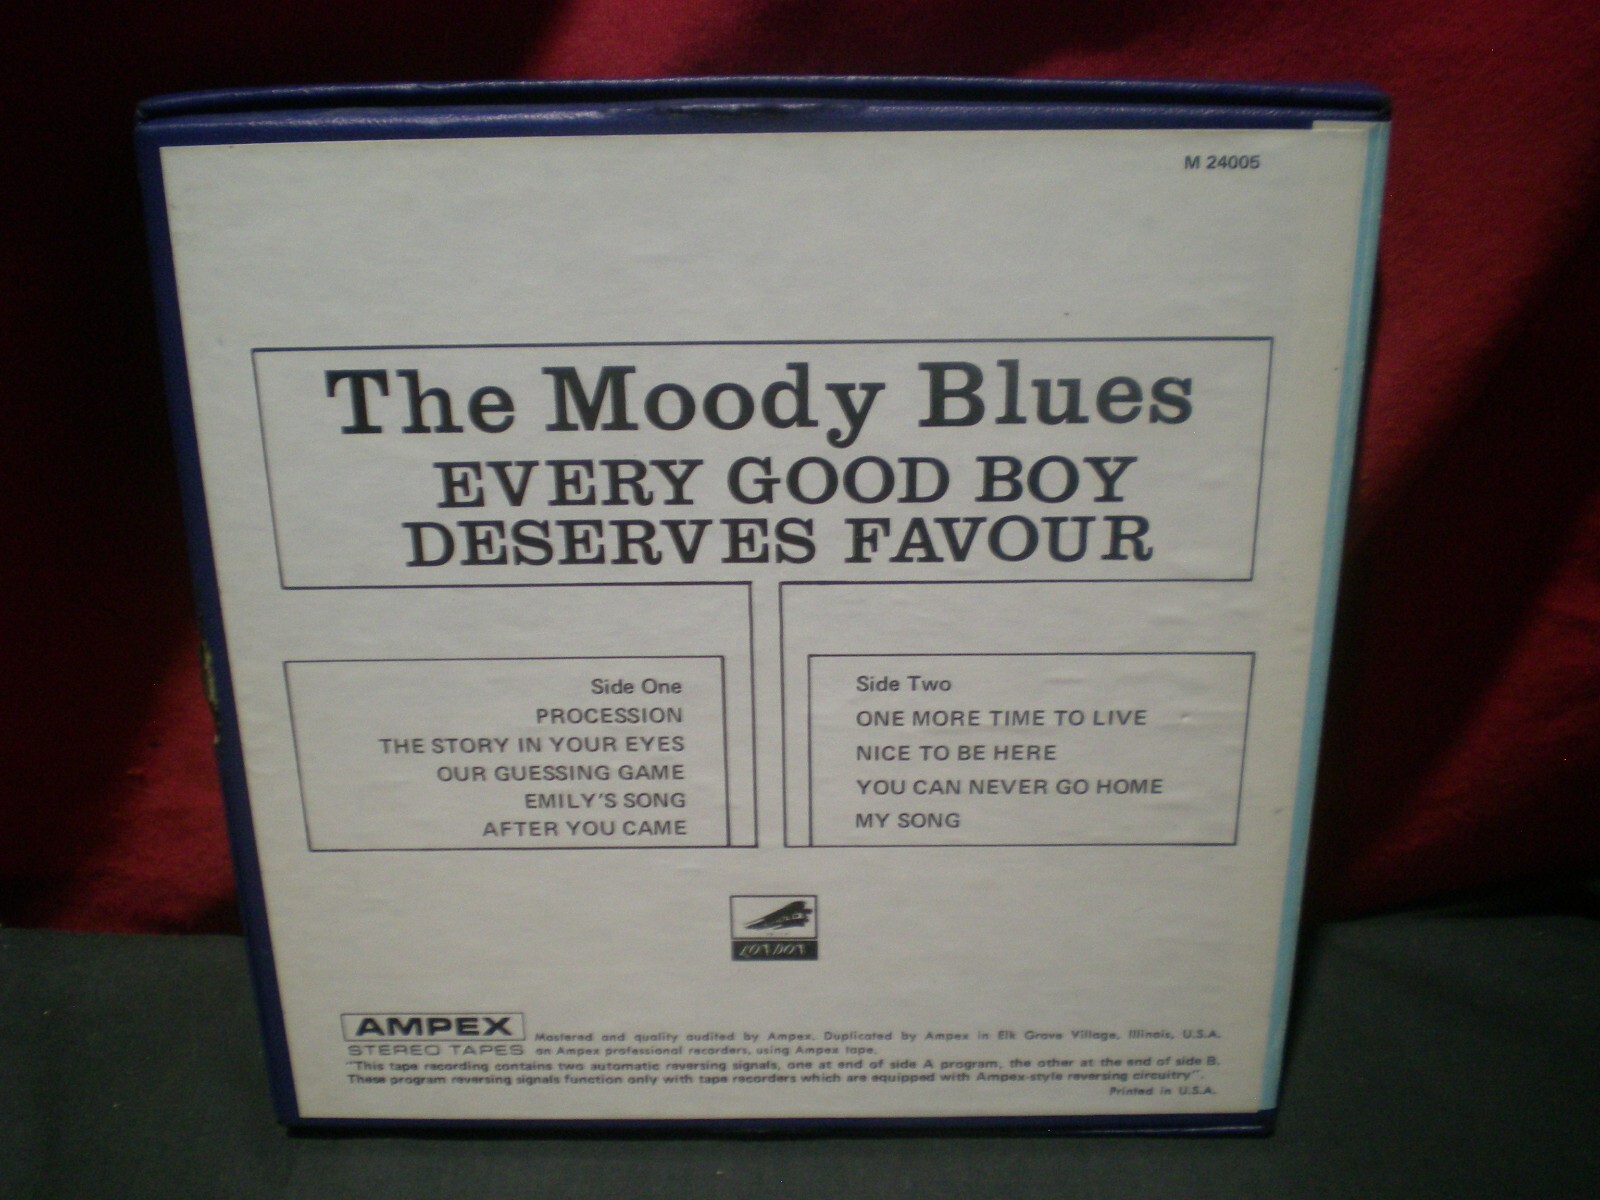 M 24005
The Moody Blues
EVERY GOOD BOY
DESERVES FAVOUR
Side One
PROCESSION
THE STORY IN YOUR EYES
OUR GUESSING GAME
EMILY'S SONG
AFTER YOU CAME
Side Two
ONE MORE TIME TO LIVE
NICE TO BE HERE
YOU CAN NEVER GO HOME
MY SONG
LONDON
AMPEX
STEREO TAPES
Mastered and quality audited by Ampex. Duplicated by Ampex in Elk Grove Village, Illinois, U.S.A.
on Ampex professional recorders, using Ampex tape.
"This tape recording contains two automatic reversing signals, one at end of side A program, the other at the end of side B.
These program reversing signals function only with tape recorders which are equipped with Ampex-style reversing circuitry".
Printed in U.S.A.